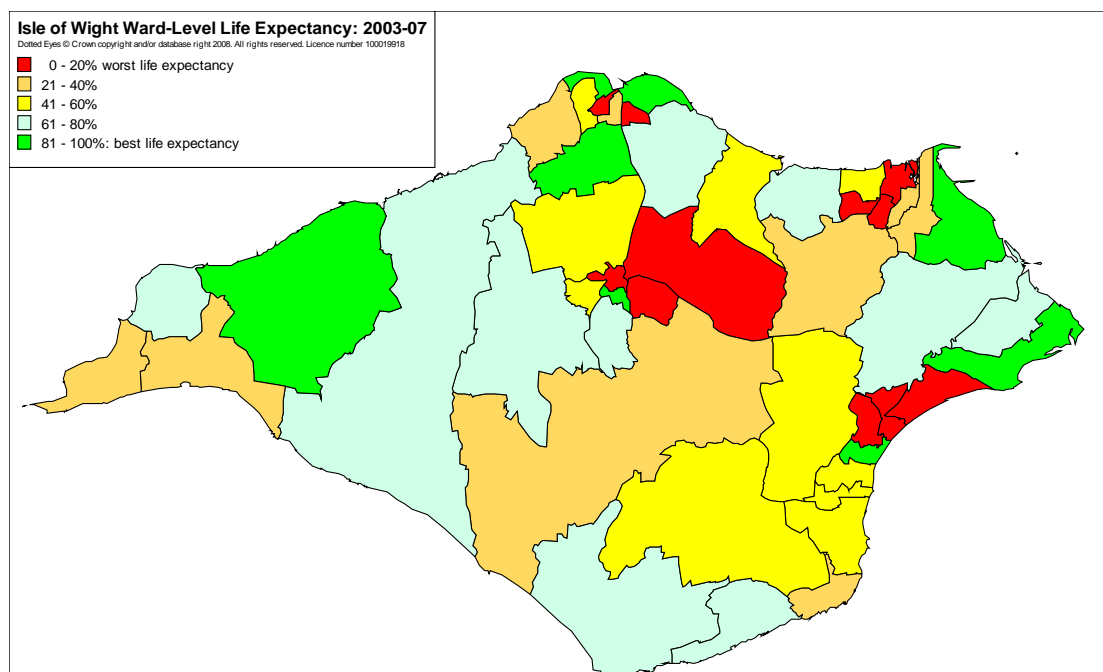 Isle of Wight Ward-Level Life Expectancy: 2003-07
Dotted Eyes © Crown copyright and/or database right 2008. All rights reserved. Licence number 100019918
0 - 20% worst life expectancy
21 - 40%
41 - 60%
61 - 80%
81 - 100%: best life expectancy